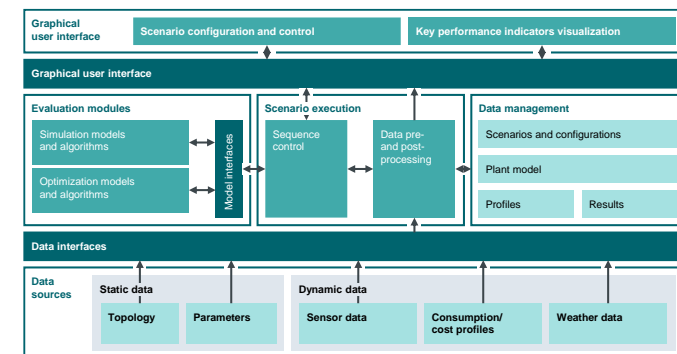 Graphical
user interface
Scenario configuration and control
Key performance indicators visualization
Graphical user interface
Evaluation modules
Simulation models
and algorithms
Optimization models
and algorithms
Model interfaces
Scenario execution
Sequence
control
Data pre-
and post-
processing
Data management
Scenarios and configurations
Plant model
Profiles
Results
Data interfaces
Data
sources
Static data
Topology
Parameters
Dynamic data
Sensor data
Consumption/
cost profiles
Weather data